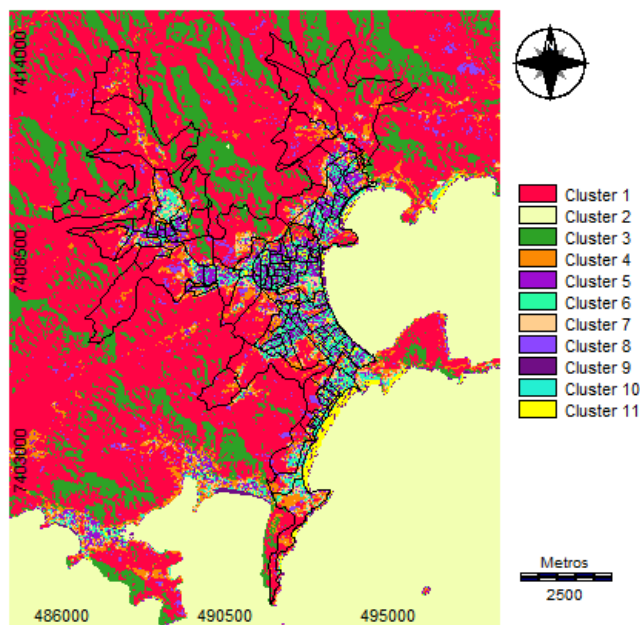 7414000
7408500
7403000
486000
490500
495000
Cluster 1
Cluster 2
Cluster 3
Cluster 4
Cluster 5
Cluster 6
Cluster 7
Cluster 8
Cluster 9
Cluster 10
Cluster 11
Metros
2500